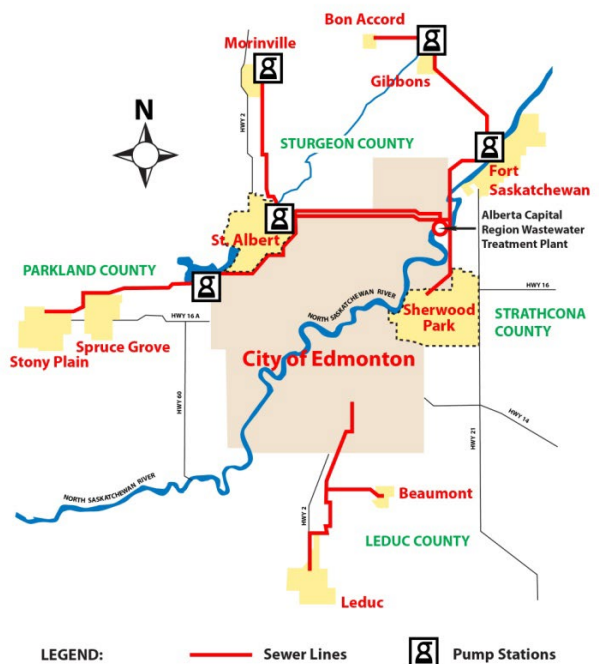 Bon Accord
Morinville
Gibbons
N
HWY 2
STURGEON COUNTY
Fort
Saskatchewan
St. Albert
Alberta Capital
Region Wastewater
Treatment Plant
PARKLAND COUNTY
HWY 16
NORTH SASKATCHEWAN RIVER
Sherwood
Park
STRATHCONA
COUNTY
HWY 16 A
Stony Plain
Spruce Grove
City of Edmonton
HWY 60
HWY 14
HWY 21
NORTH SASKATCHEWAN RIVER
Beaumont
HWY 2
LEDUC COUNTY
Leduc
LEGEND:
Sewer Lines
Pump Stations